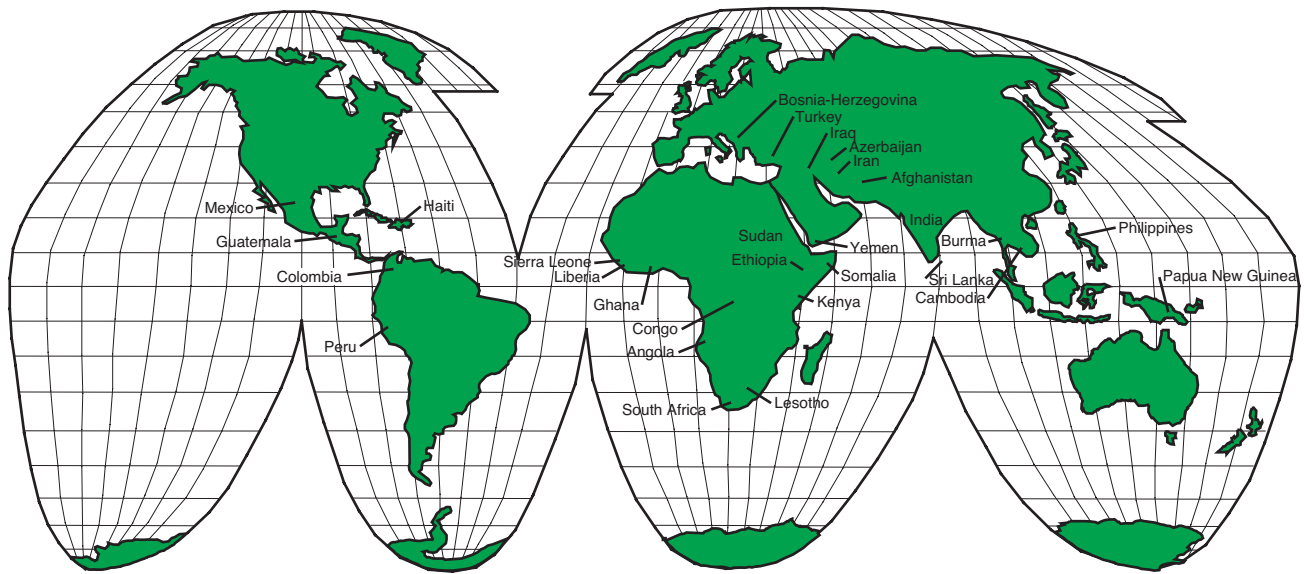 Bosnia-Herzegovina
Turkey
Iraq
Azerbaijan
Iran
Afghanistan
Mexico
Haiti
India
Guatemala
Sudan
Yemen
Burma
Philippines
Sierra Leone
Ethiopia
Colombia
Liberia
Somalia
Sri Lanka
Papua New Guinea
Ghana
Kenya
Cambodia
Congo
Peru
Angola
South Africa
Lesotho